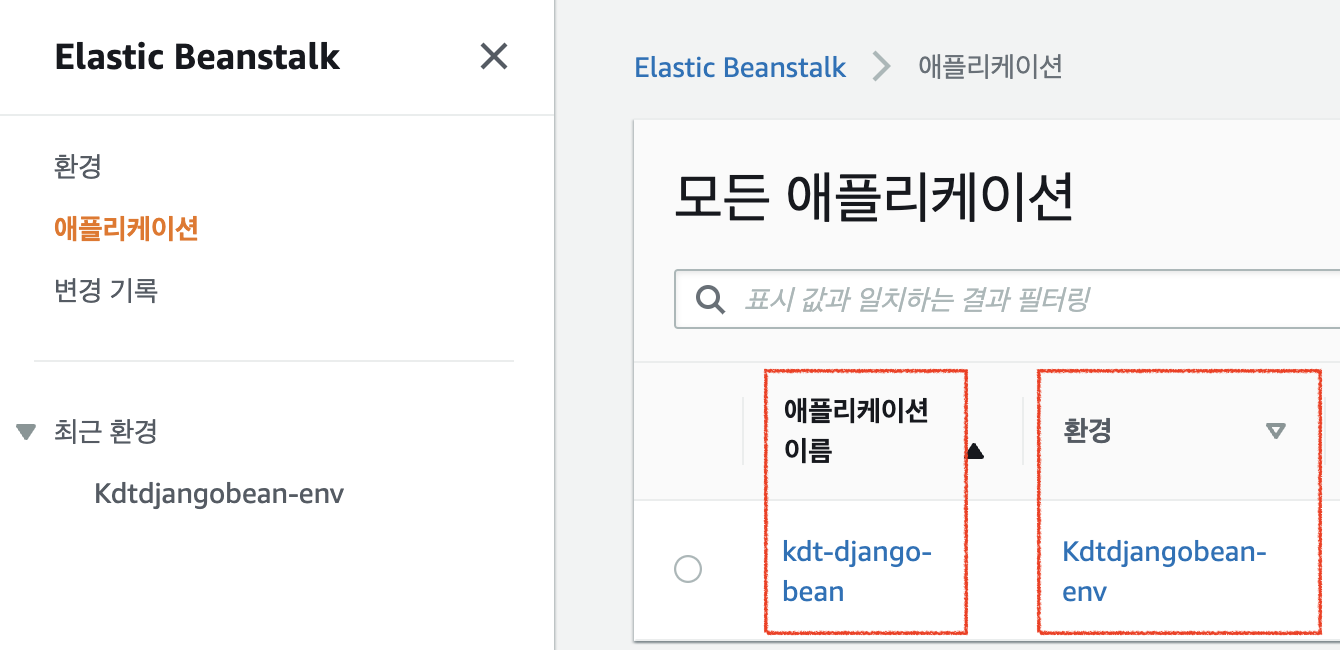 Elastic Beanstalk
환경
애플리케이션
변경 기록
최근 환경
Kdtdjangobean-env
Elastic Beanstalk
애플리케이션
모든 애플리케이션
표시 값과 일치하는 결과 필터링
애플리케이션
이름
환경
kdt-django-
bean
Kdtdjangobean-
env